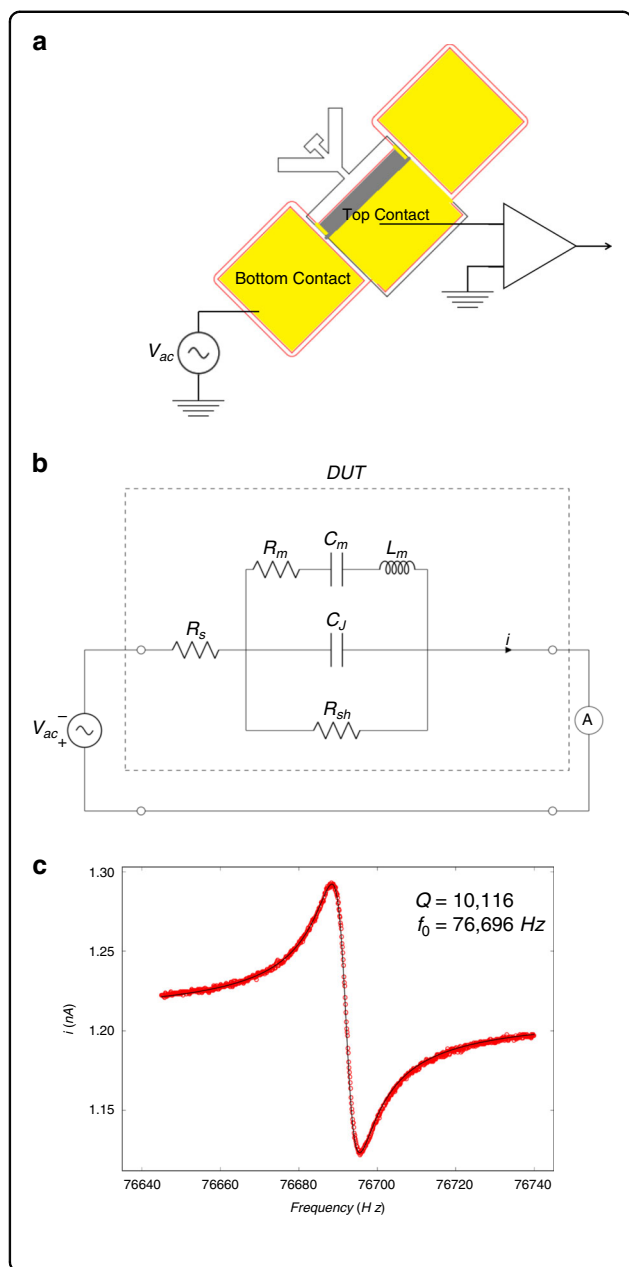 a
Top Contact
Bottom Contact
V_ac
b
DUT
R_m
C_m
L_m
R_s
C_J
i
R_sh
V_ac
−
+
A
c
1.30
1.25
1.20
1.15
i (nA)
Q = 10,116
f_0 = 76,696 Hz
76640
76660
76680
76700
76720
76740
Frequency (H z)